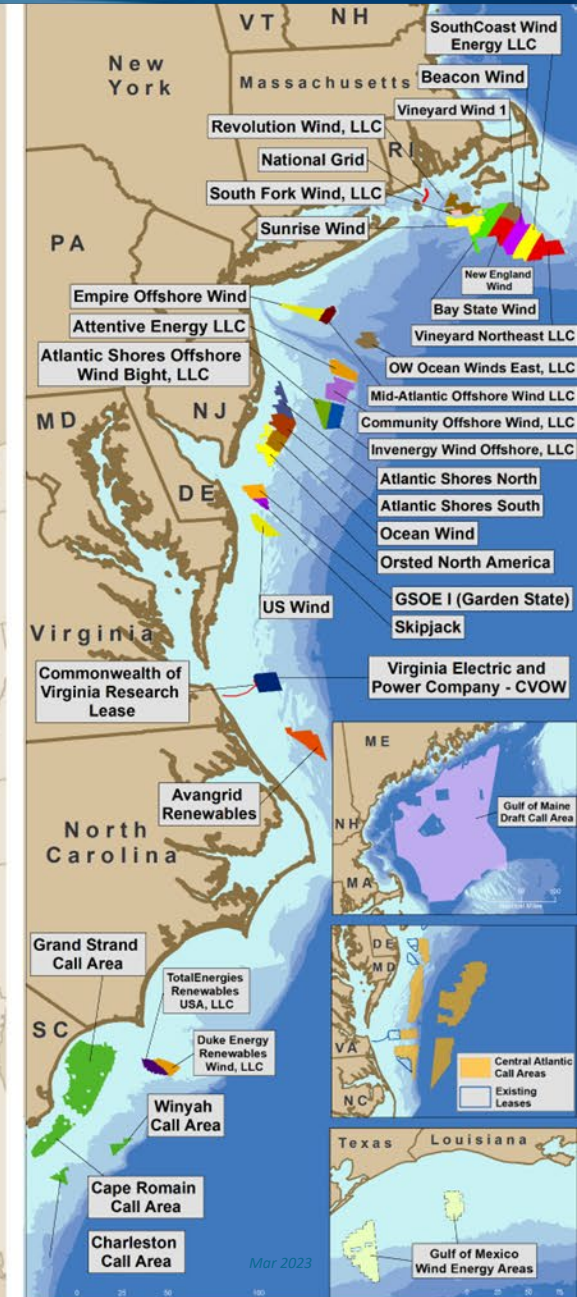 VT
NH
New
York
Massachusetts
SouthCoast Wind
Energy LLC
Beacon Wind
Vineyard Wind 1
Revolution Wind, LLC
RI
National Grid
South Fork Wind, LLC
Sunrise Wind
PA
New England
Wind
Bay State Wind
Vineyard Northeast LLC
Empire Offshore Wind
Attentive Energy LLC
Atlantic Shores Offshore
Wind Bight, LLC
OW Ocean Winds East, LLC
Mid-Atlantic Offshore Wind LLC
Community Offshore Wind, LLC
Invenergy Wind Offshore, LLC
MD
NJ
DE
Atlantic Shores North
Atlantic Shores South
Ocean Wind
Orsted North America
GSOE I (Garden State)
Skipjack
US Wind
Virginia
Commonwealth of
Virginia Research
Lease
Virginia Electric and
Power Company - CVOW
Avangrid
Renewables
North
Carolina
ME
NH
MA
Gulf of Maine
Draft Call Area
Grand Strand
Call Area
TotalEnergies
Renewables
USA, LLC
SC
Duke Energy
Renewables
Wind, LLC
Winyah
Call Area
Cape Romain
Call Area
Charleston
Call Area
DE
MD
VA
NC
Central Atlantic
Call Areas
Existing
Leases
Texas
Louisiana
Gulf of Mexico
Wind Energy Areas
Mar 2023
0 25 50 100
0 25 50 75